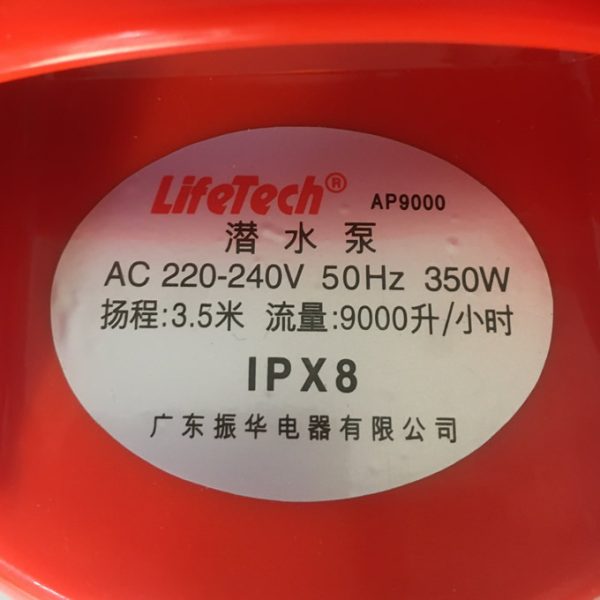 LifeTech® AP9000
潜水泵
AC 220-240V 50Hz 350W
扬程:3.5米 流量:9000升/小时
IPX8
广东振华电器有限公司